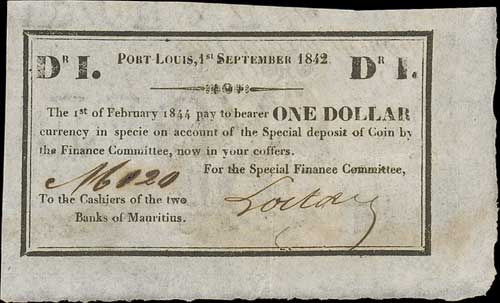 Dʳ 1. Port Louis, 1ˢᵗ September 1842 Dʳ 1.
The 1ˢᵗ of February 1844 pay to bearer ONE DOLLAR
currency in specie on account of the Special deposit of Coin by
the Finance Committee, now in your coffers.
For the Special Finance Committee,
To the Cashiers of the two
Banks of Mauritius.